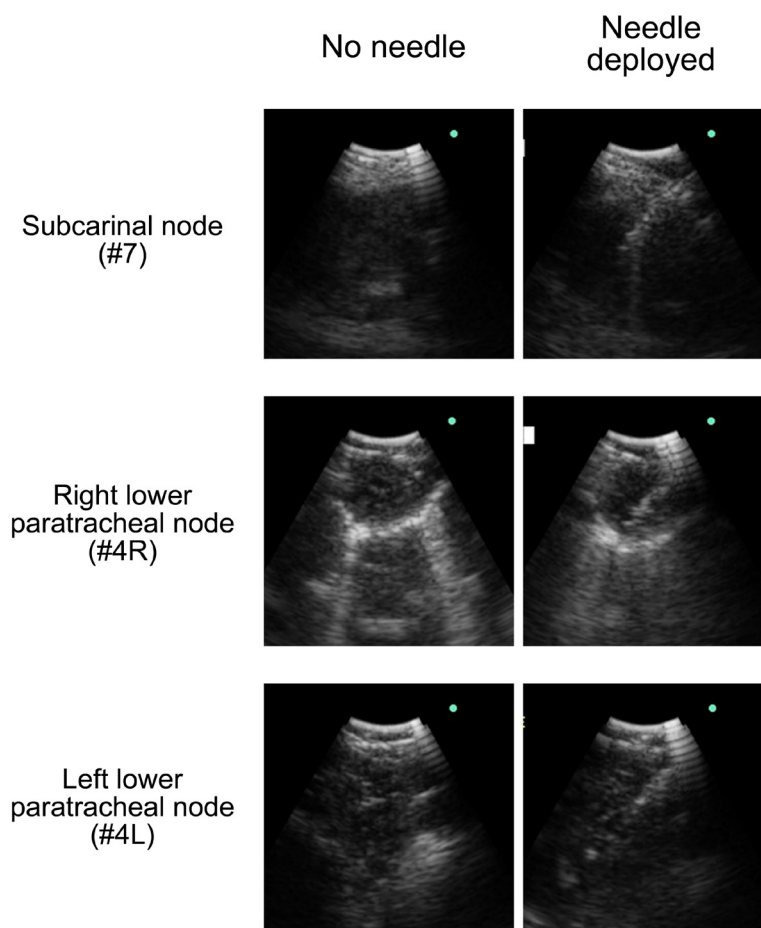 No needle
Needle
deployed
Subcarinal node
(#7)
Right lower
paratracheal node
(#4R)
Left lower
paratracheal node
(#4L)